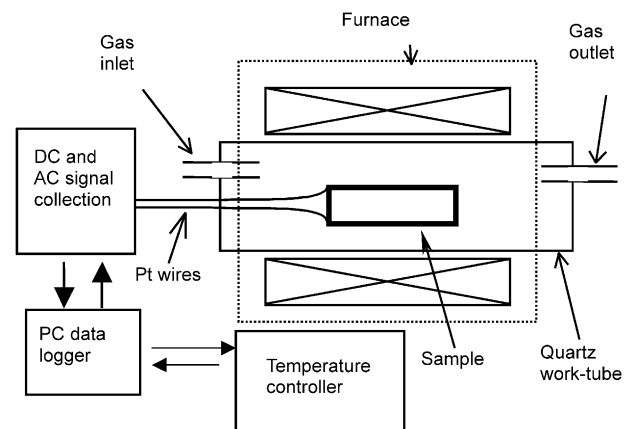 Furnace
Gas
inlet
Gas
outlet
DC and
AC signal
collection
Pt wires
PC data
logger
Temperature
controller
Sample
Quartz
work-tube